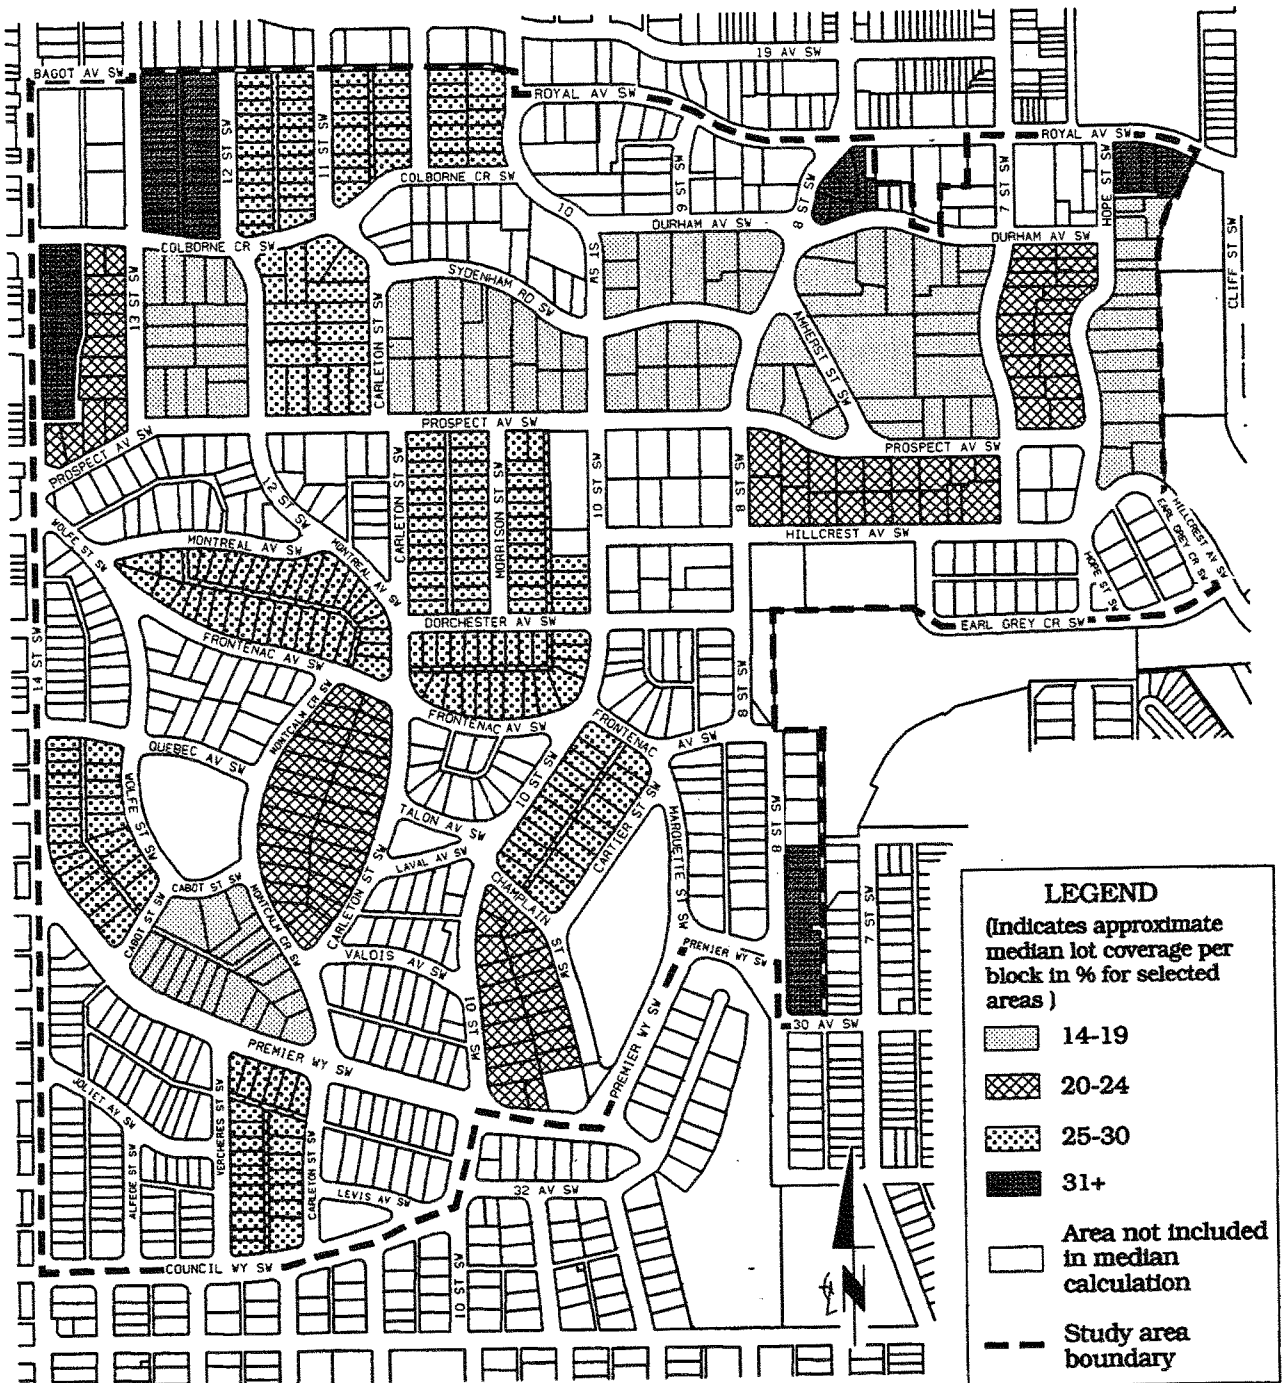 19 AV SW
BAGOT AV SW
ROYAL AV SW
ROYAL AV SW
12 ST SW
11 ST SW
COLBORNE CR SW
9 ST SW
7 ST SW
HOPE ST SW
10
ST SW
8 ST SW
DURHAM AV SW
DURHAM AV SW
COLBORNE CR SW
CLIFF ST SW
13 ST SW
SYDENHAM RD SW
CARLETON ST SW
AMHERST ST SW
PROSPECT AV SW
PROSPECT AV SW
PROSPECT AV SW
12 ST SW
CARLETON ST SW
MORRISON ST SW
10 ST SW
8 ST SW
HILLCREST AV SW
HILLCREST AV SW
EARL GREY CR SW
HOPE ST SW
EARL GREY CR SW
WOLFE ST SW
MONTREAL AV SW
MONTREAL AV SW
DORCHESTER AV SW
14 ST SW
FRONTENAC AV SW
FRONTENAC AV SW
FRONTENAC AV SW
8 ST SW
MONTCALM CR SW
QUEBEC AV SW
WOLFE ST SW
10 ST SW
TALON AV SW
CARTIER ST SW
MARQUETTE ST SW
8 ST SW
LAVAL AV SW
CARLETON ST SW
CABOT ST SW
CABOT ST SW
MONTCALM CR SW
CHAMPLAIN ST SW
7 ST SW
VALOIS AV SW
10 ST SW
PREMIER WY SW
PREMIER WY SW
PREMIER WY SW
30 AV SW
JOLIET AV SW
VERCHERES ST SW
ALFEDE ST SW
CARLETON ST SW
LEVIS AV SW
32 AV SW
COUNCIL WY SW
10 ST SW
LEGEND
(Indicates approximate
median lot coverage per
block in % for selected
areas )
14-19
20-24
25-30
31+
Area not included
in median
calculation
Study area
boundary